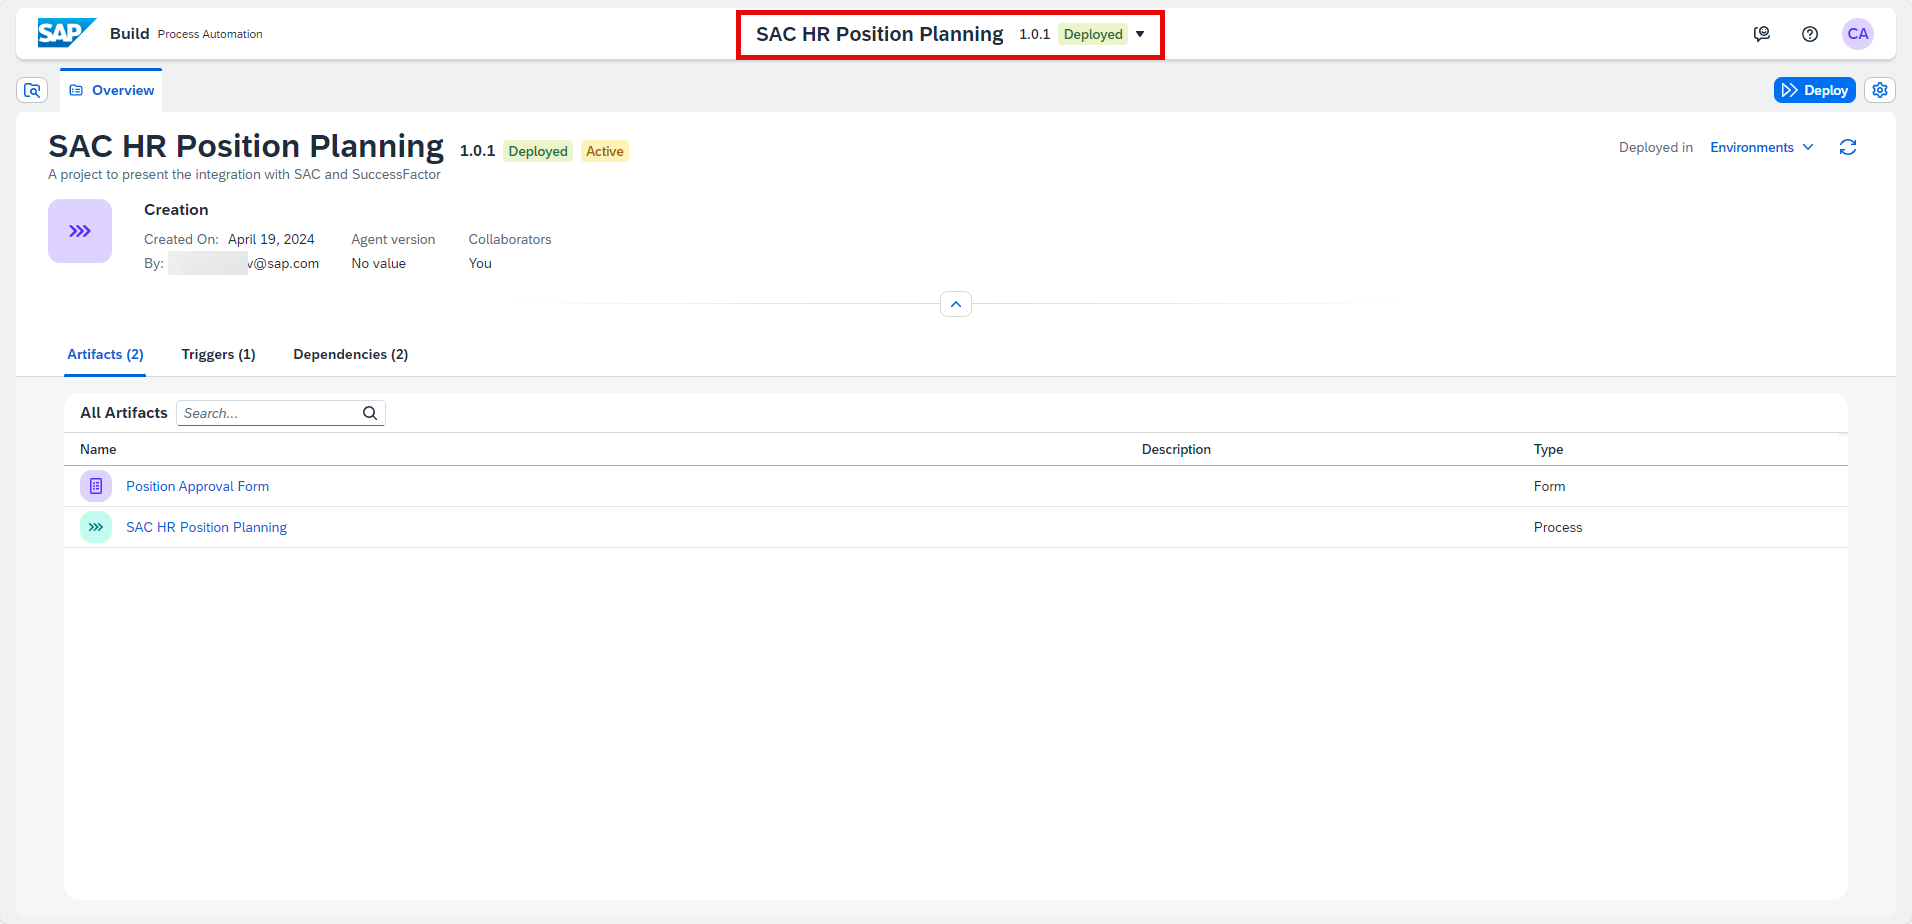 SAP Build Process Automation
SAC HR Position Planning 1.0.1 Deployed
CA
Overview
Deploy
SAC HR Position Planning 1.0.1 Deployed Active
Deployed in Environments
A project to present the integration with SAC and SuccessFactor
Creation
Created On: April 19, 2024 Agent version Collaborators
By: v@sap.com No value You
Artifacts (2) Triggers (1) Dependencies (2)
All Artifacts Search...
Name Description Type
Position Approval Form Form
SAC HR Position Planning Process